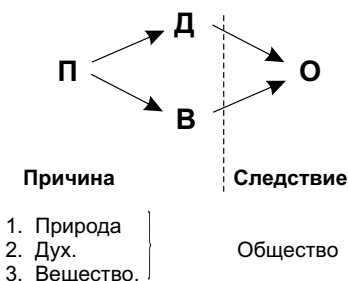 Д
П О
В
Причина Следствие
1. Природа
2. Дух. Общество
3. Вещество.